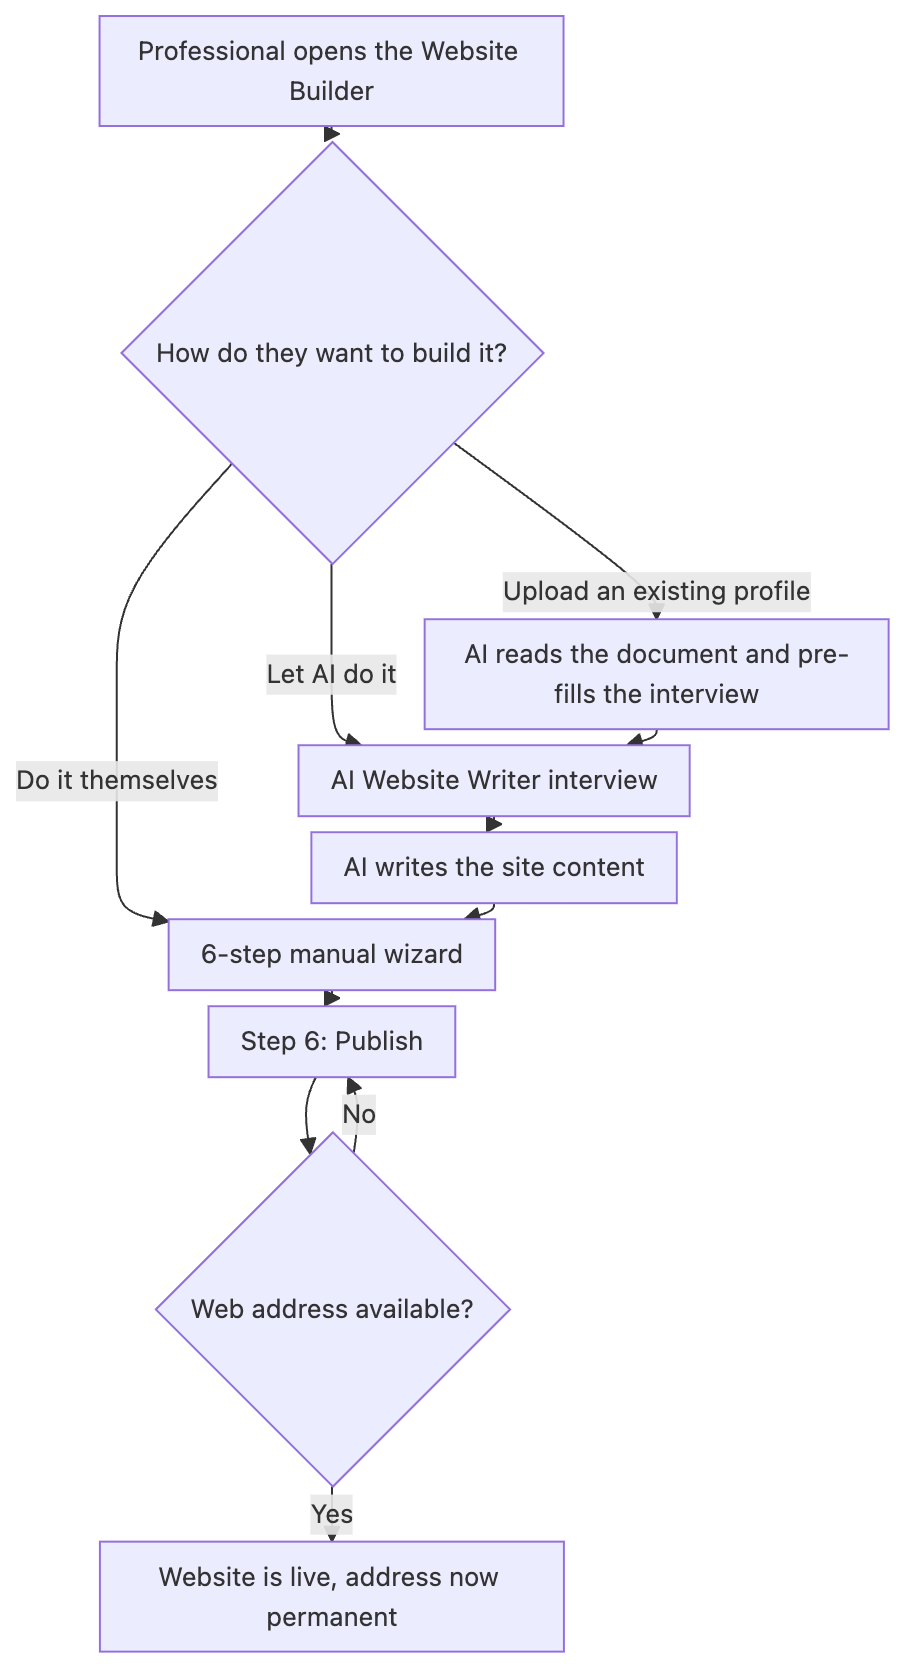 Professional opens the Website
Builder
How do they want to build it?
Upload an existing profile
AI reads the document and pre-
fills the interview
Let AI do it
Do it themselves
AI Website Writer interview
AI writes the site content
6-step manual wizard
Step 6: Publish
No
Web address available?
Yes
Website is live, address now
permanent